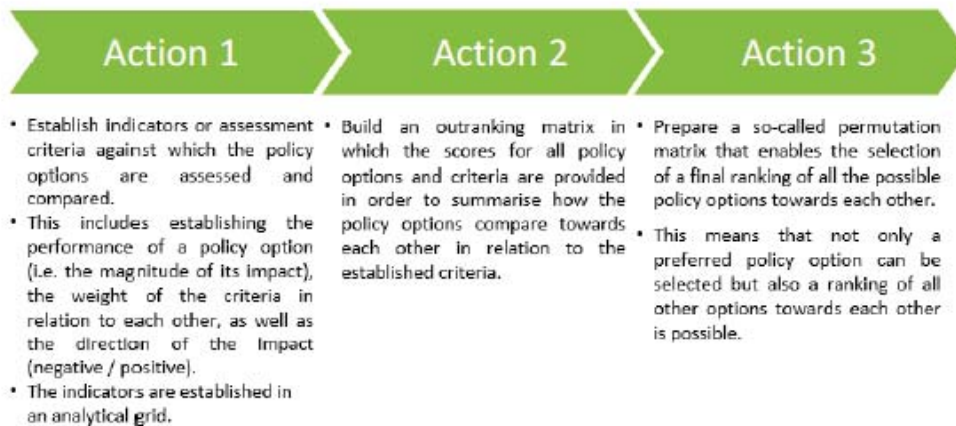 Action 1
Action 2
Action 3
• Establish indicators or assessment
criteria against which the policy
options are assessed and
compared.
• This includes establishing the
performance of a policy option
(i.e. the magnitude of its impact),
the weight of the criteria in
relation to each other, as well as
the direction of the impact
(negative / positive).
• The indicators are established in
an analytical grid.
• Build an outranking matrix in
which the scores for all policy
options and criteria are provided
in order to summarise how the
policy options compare towards
each other in relation to the
established criteria.
• Prepare a so-called permutation
matrix that enables the selection
of a final ranking of all the possible
policy options towards each other.
• This means that not only a
preferred policy option can be
selected but also a ranking of all
other options towards each other
is possible.